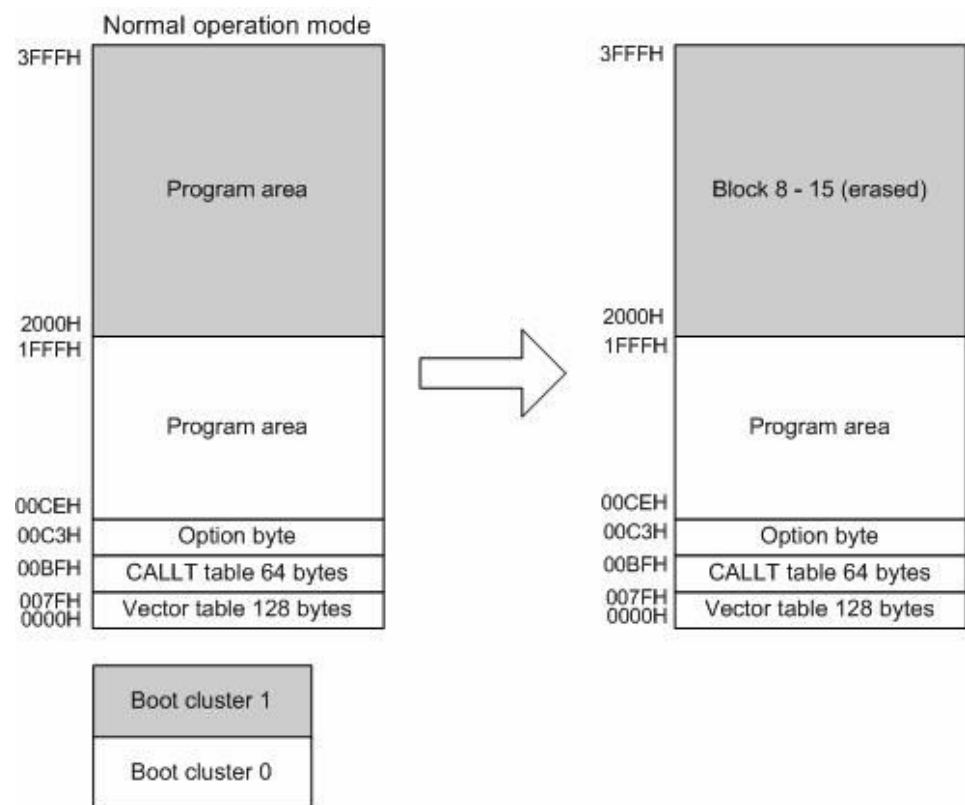 Normal operation mode
3FFFH
Program area
2000H
1FFFH
Program area
00CEH
00C3H
Option byte
00BFH
CALLT table 64 bytes
007FH
Vector table 128 bytes
0000H
3FFFH
Block 8 - 15 (erased)
2000H
1FFFH
Program area
00CEH
00C3H
Option byte
00BFH
CALLT table 64 bytes
007FH
Vector table 128 bytes
0000H
Boot cluster 1
Boot cluster 0